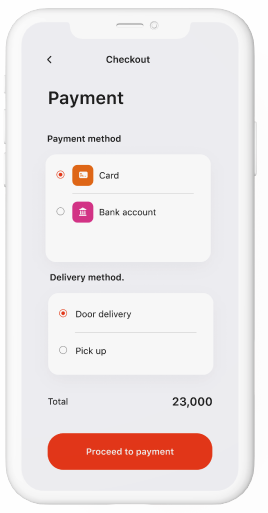 Checkout
Payment
Payment method
Card
Bank account
Delivery method.
Door delivery
Pick up
Total 23,000
Proceed to payment